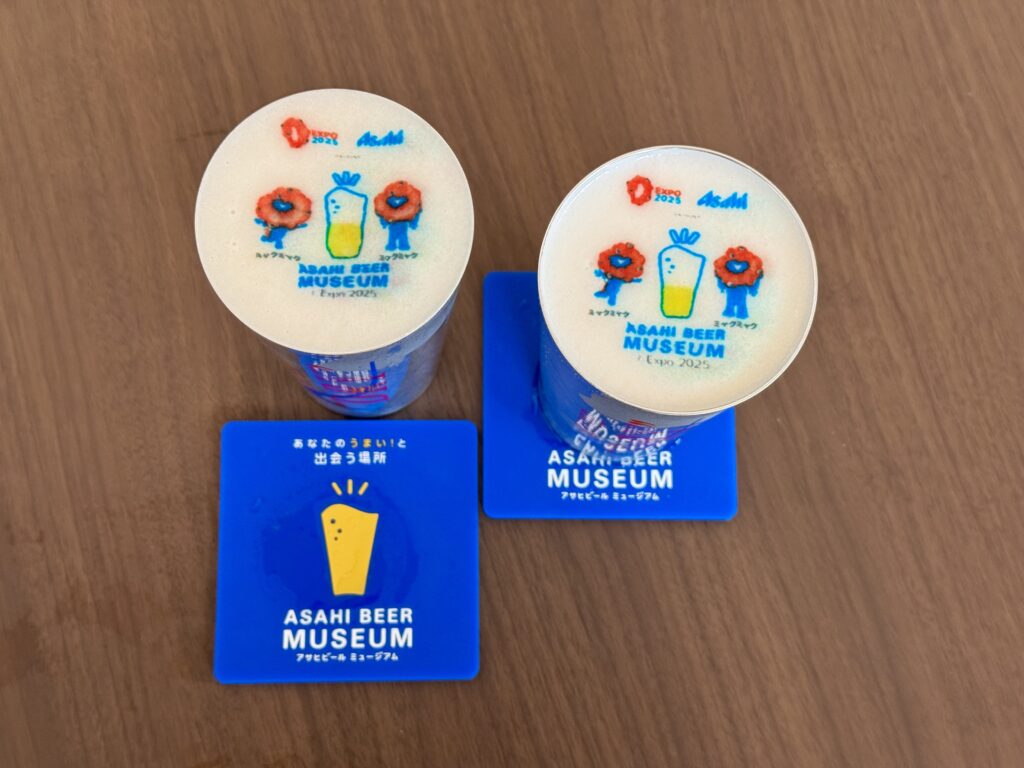 EXPO
2025
Asahi
ミャクミャク
ミャクミャク
ASAHI BEER
MUSEUM
Expo 2025
EXPO
2025
Asahi
ミャクミャク
ミャクミャク
ASAHI BEER
MUSEUM
Expo 2025
あなたのうまい!と
出会う場所
ASAHI BEER
MUSEUM
アサヒビール ミュージアム
ASAHI BEER
MUSEUM
アサヒビール ミュージアム